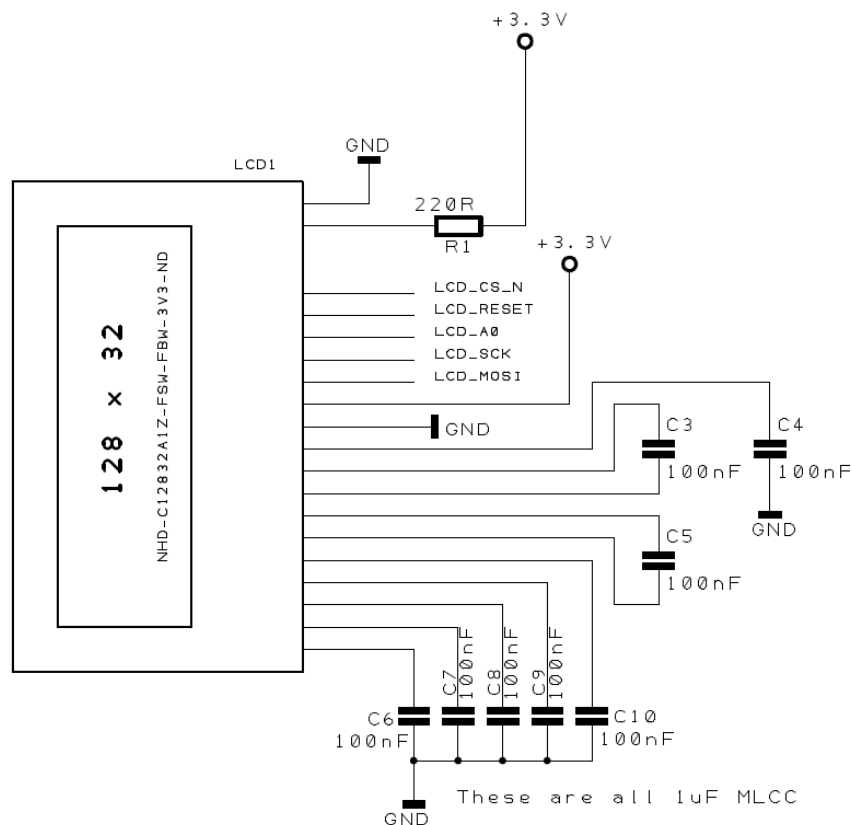 +3.3V
GND
LCD1
220R
R1
+3.3V
LCD_CS_N
LCD_RESET
LCD_A0
LCD_SCK
LCD_MOSI
128 x 32
NHD-C12832A1Z-FSW-FBW-3V3-ND
GND
C3
100nF
C4
100nF
GND
C5
100nF
C6
100nF
C7
100nF
C8
100nF
C9
100nF
C10
100nF
These are all 1uF MLCC
GND